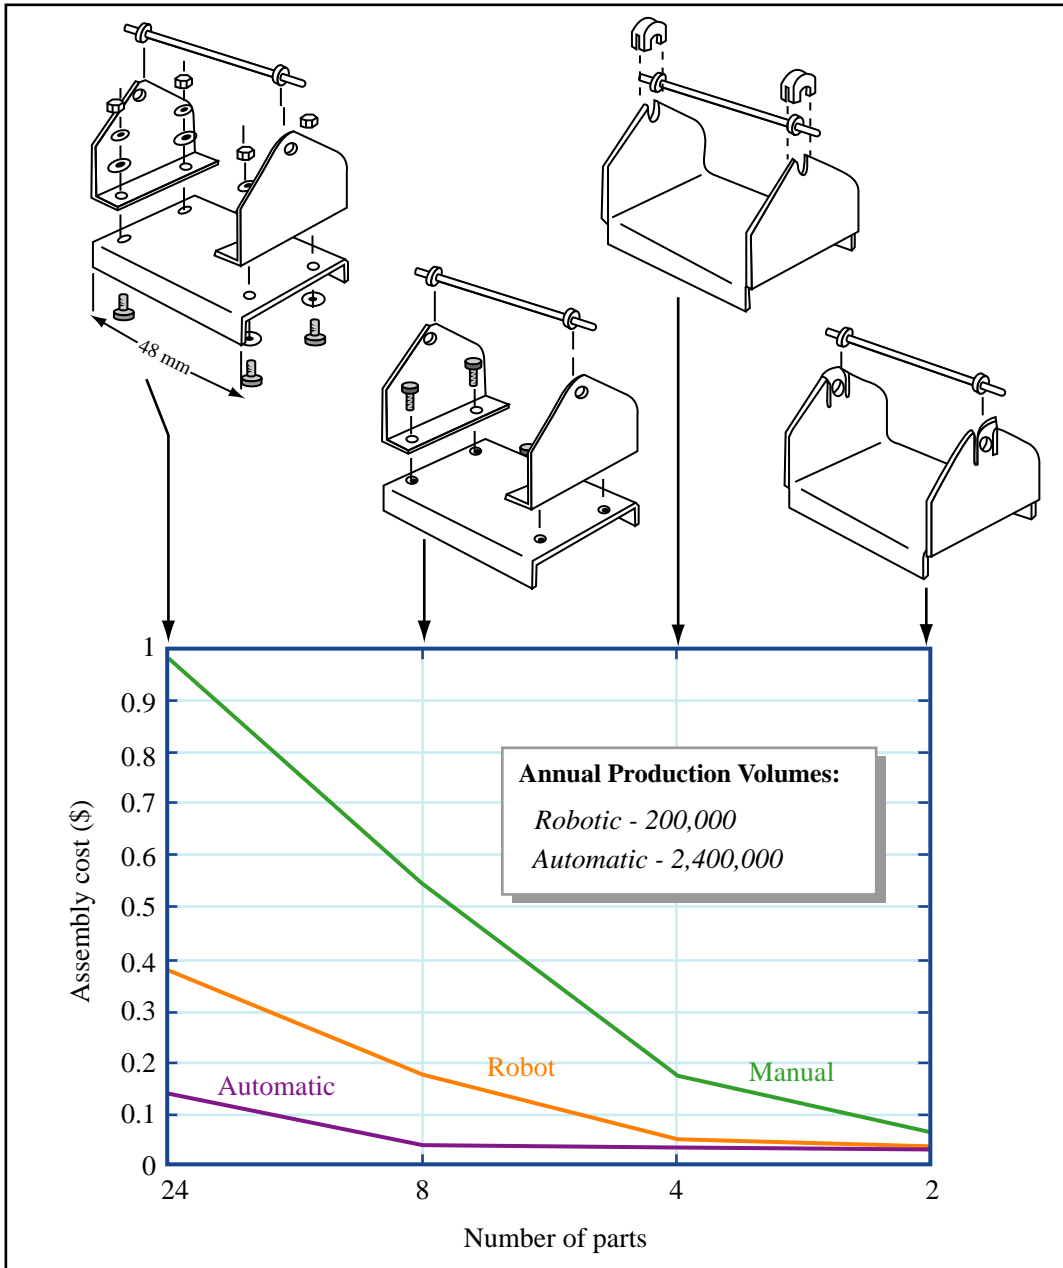 48 mm
Annual Production Volumes:
Robotic - 200,000
Automatic - 2,400,000
Assembly cost ($)
1
0.9
0.8
0.7
0.6
0.5
0.4
0.3
0.2
0.1
0
Automatic
Robot
Manual
24
8
4
2
Number of parts